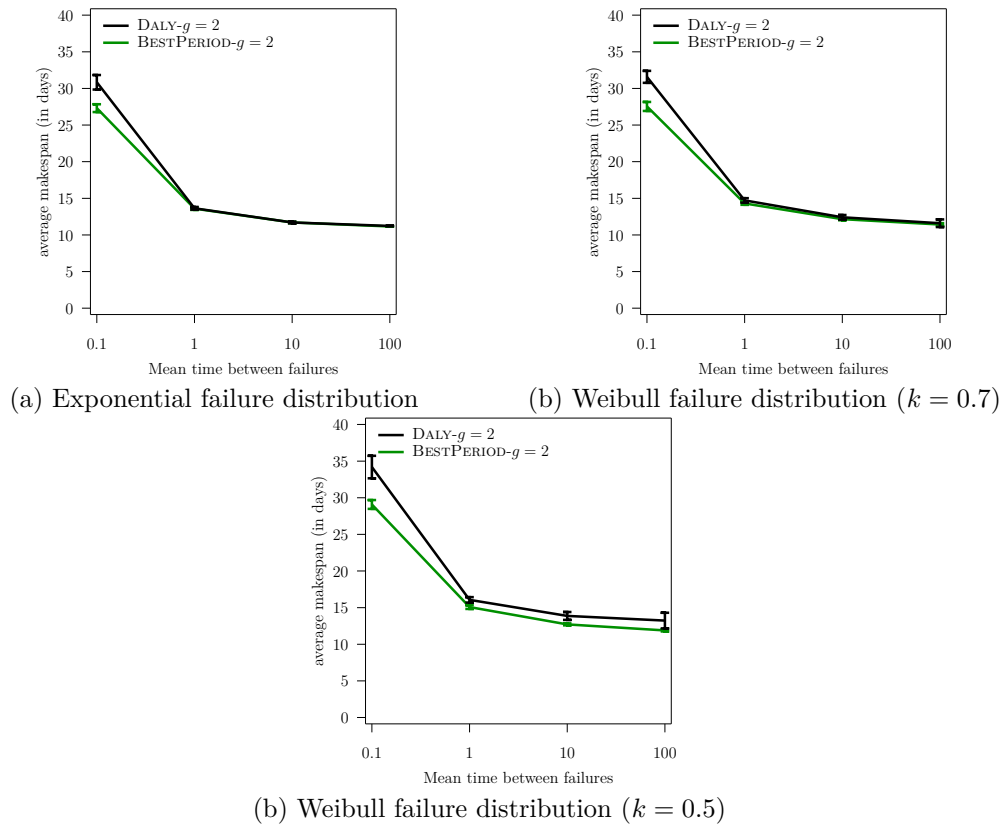 40
35
30
25
20
15
10
5
0
average makespan (in days)
DALY-g = 2
BESTPERIOD-g = 2
0.1 1 10 100
Mean time between failures
(a) Exponential failure distribution
40
35
30
25
20
15
10
5
0
average makespan (in days)
DALY-g = 2
BESTPERIOD-g = 2
0.1 1 10 100
Mean time between failures
(b) Weibull failure distribution (k = 0.7)
40
35
30
25
20
15
10
5
0
average makespan (in days)
DALY-g = 2
BESTPERIOD-g = 2
0.1 1 10 100
Mean time between failures
(b) Weibull failure distribution (k = 0.5)